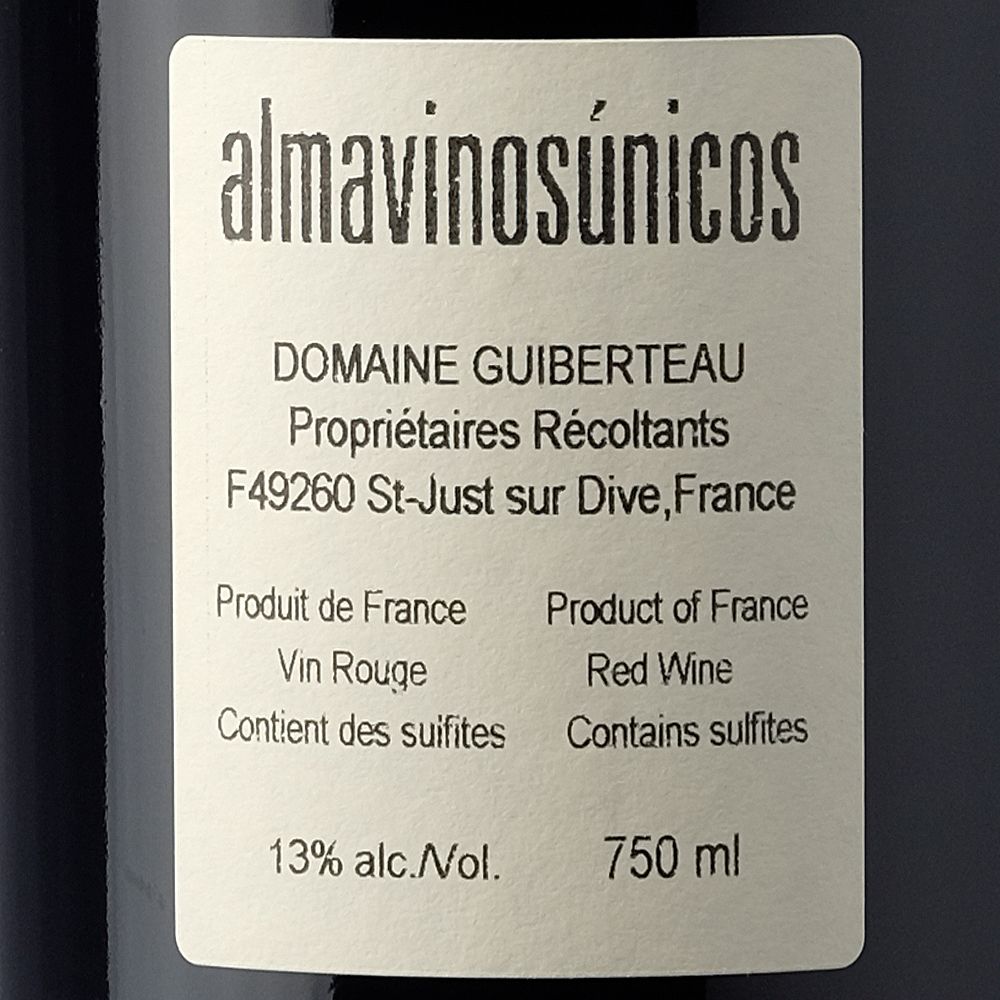 almavinosúnicos
DOMAINE GUIBERTEAU
Propriétaires Récoltants
F49260 St-Just sur Dive,France
Produit de France Product of France
Vin Rouge Red Wine
Contient des sulfites Contains sulfites
13% alc./Vol. 750 ml